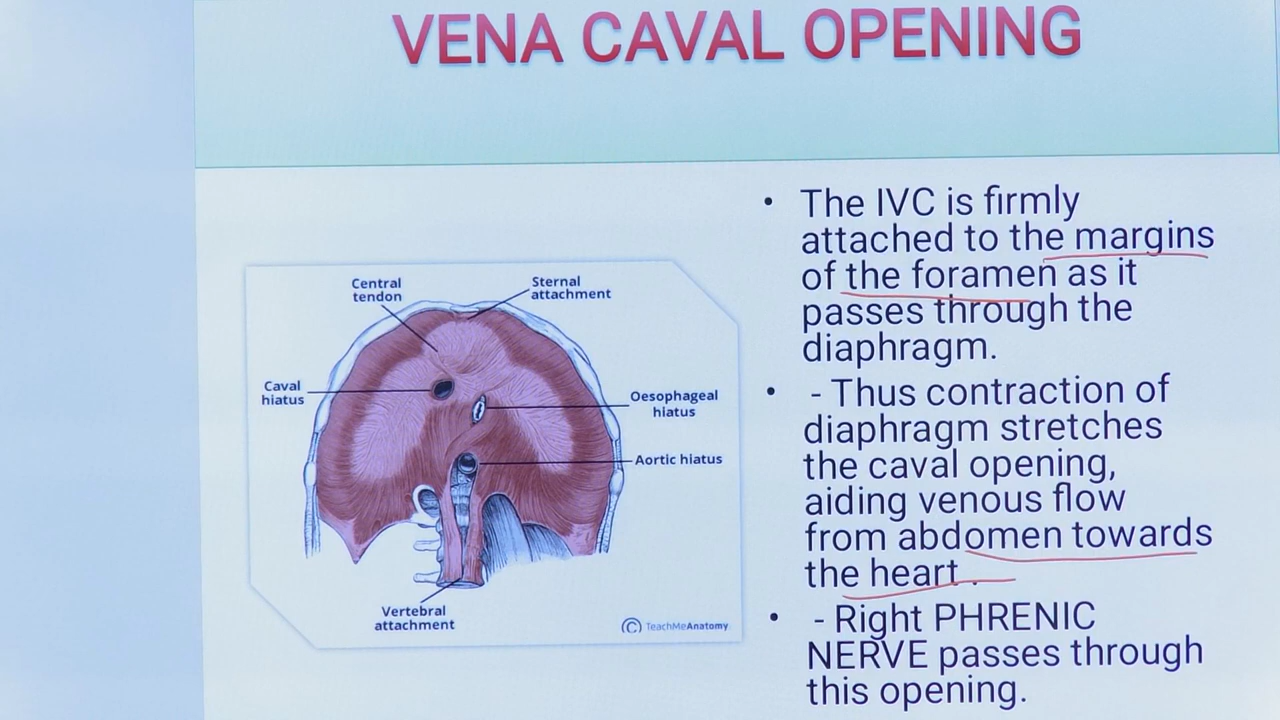 VENA CAVAL OPENING
• The IVC is firmly
attached to the margins
of the foramen as it
passes through the
diaphragm.
• - Thus contraction of
diaphragm stretches
the caval opening,
aiding venous flow
from abdomen towards
the heart .
• - Right PHRENIC
NERVE passes through
this opening.
Central
tendon
Sternal
attachment
Caval
hiatus
Oesophageal
hiatus
Aortic hiatus
Vertebral
attachment
© TeachMeAnatomy